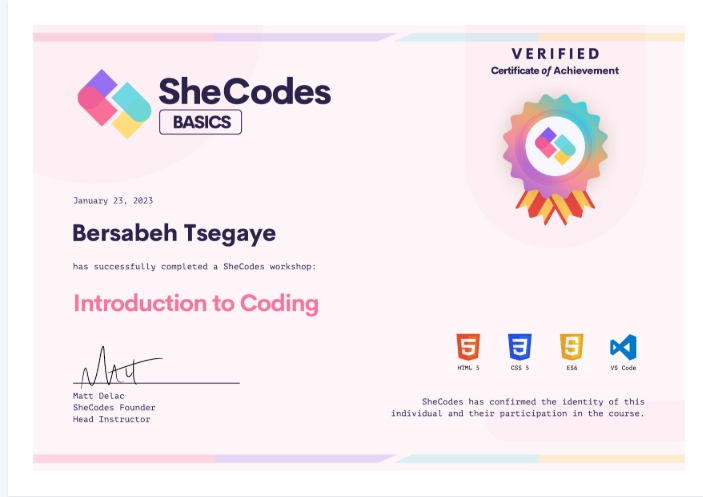 SheCodes
BASICS
VERIFIED
Certificate of Achievement
January 23, 2023
Bersabeh Tsegaye
has successfully completed a SheCodes workshop:
Introduction to Coding
HTML 5
CSS 5
ES6
VS Code
Matt Delac
SheCodes Founder
Head Instructor
SheCodes has confirmed the identity of this
individual and their participation in the course.